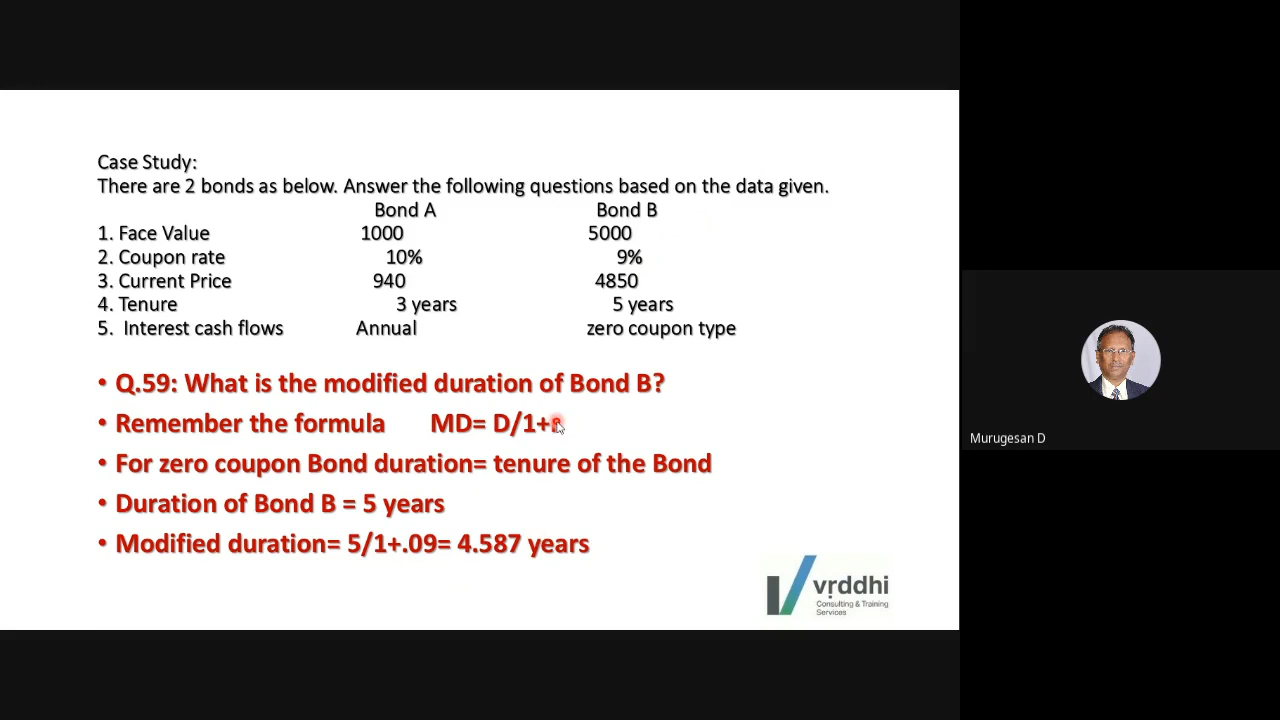 Case Study:
There are 2 bonds as below. Answer the following questions based on the data given.
Bond A Bond B
1. Face Value 1000 5000
2. Coupon rate 10% 9%
3. Current Price 940 4850
4. Tenure 3 years 5 years
5. Interest cash flows Annual zero coupon type
• Q.59: What is the modified duration of Bond B?
• Remember the formula MD= D/1+r
• For zero coupon Bond duration= tenure of the Bond
• Duration of Bond B = 5 years
• Modified duration= 5/1+.09= 4.587 years
vṛddhi
Consulting & Training
Services
Murugesan D